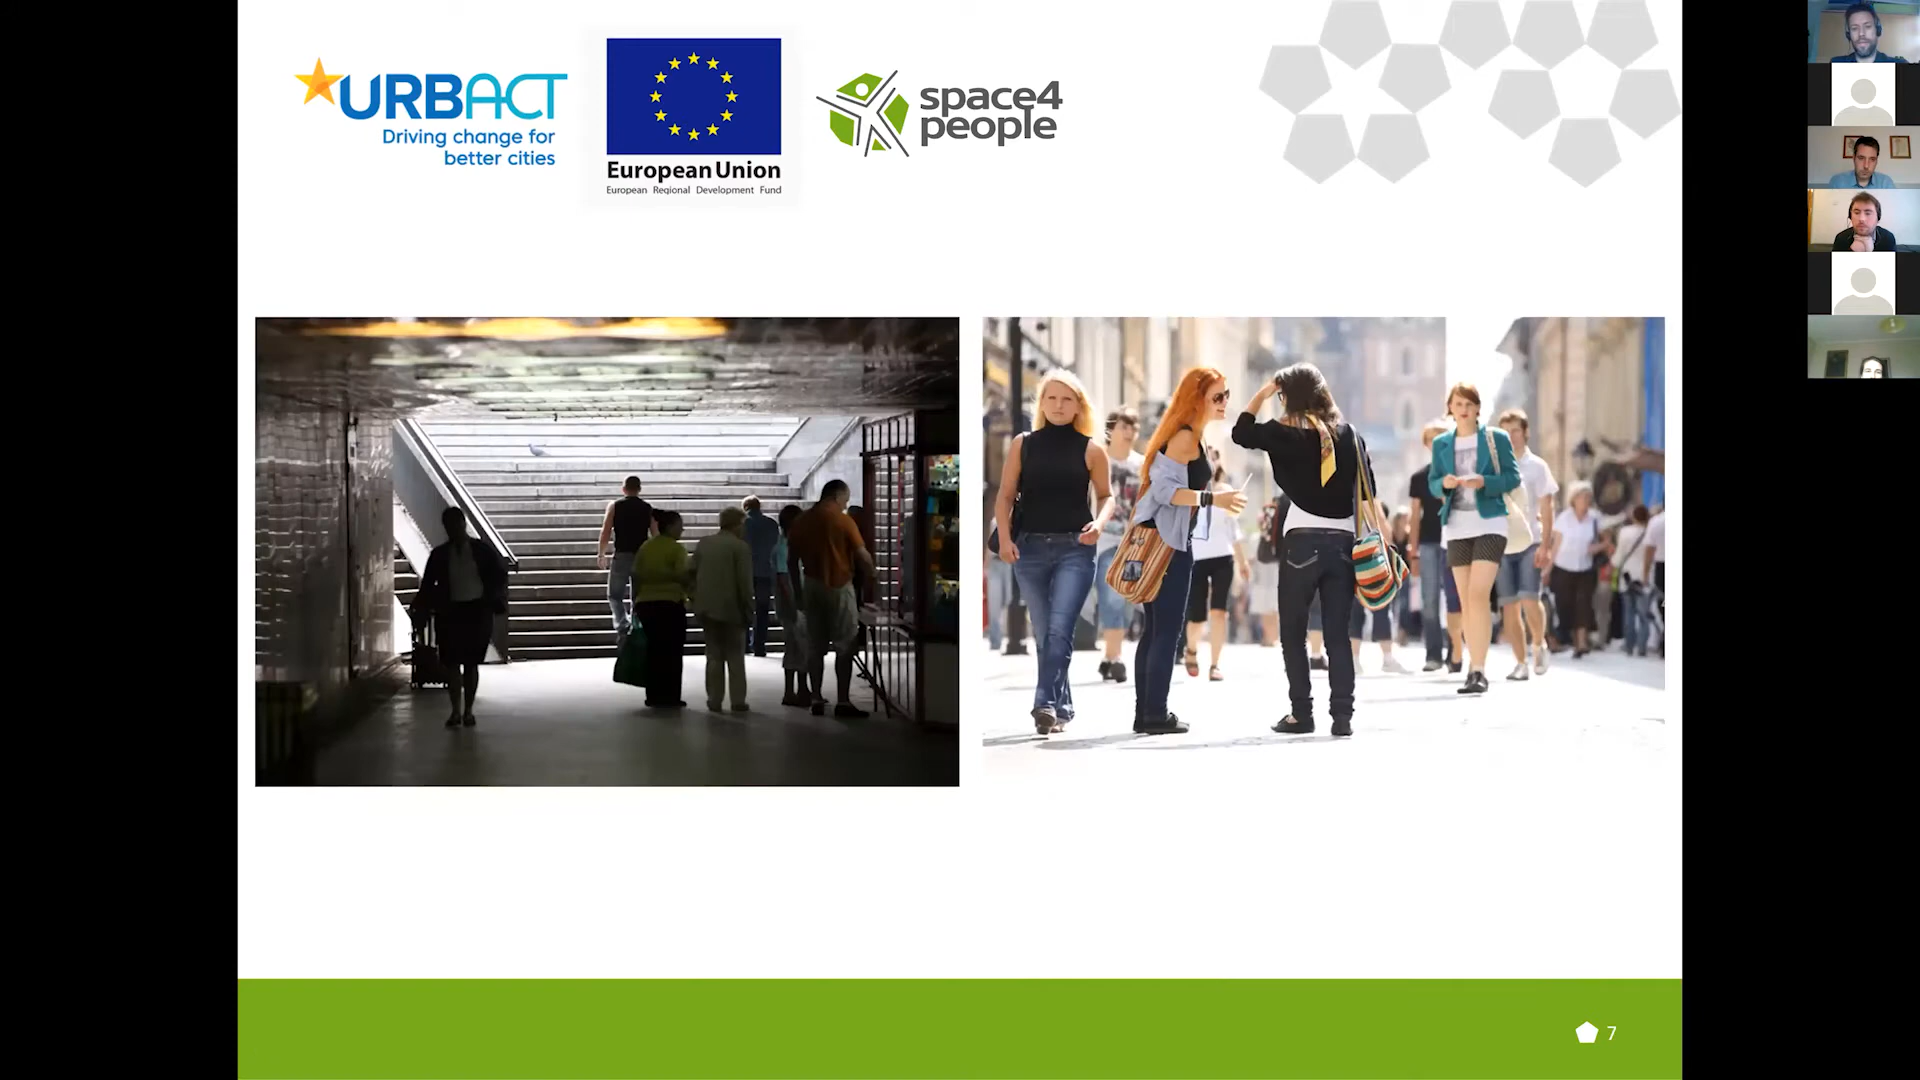 URBACT
Driving change for
better cities
European Union
European Regional Development Fund
space4
people
7